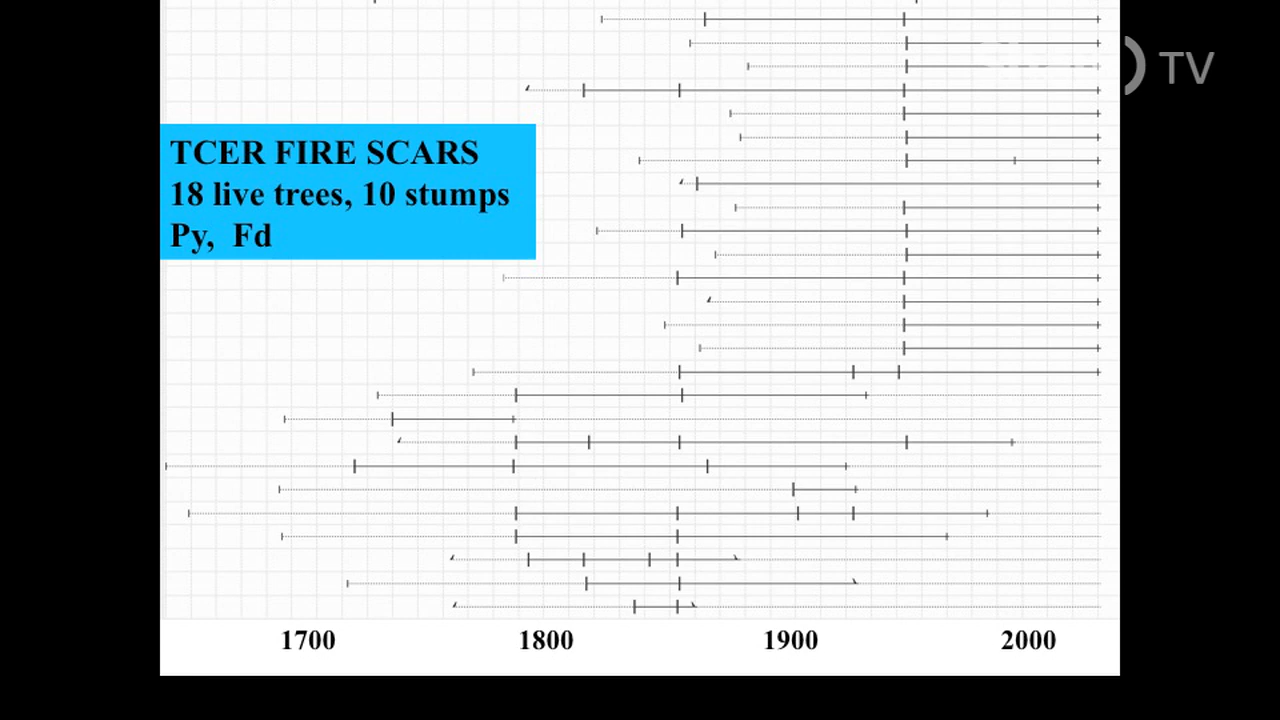 TV
TCER FIRE SCARS
18 live trees, 10 stumps
Py, Fd
1700
1800
1900
2000